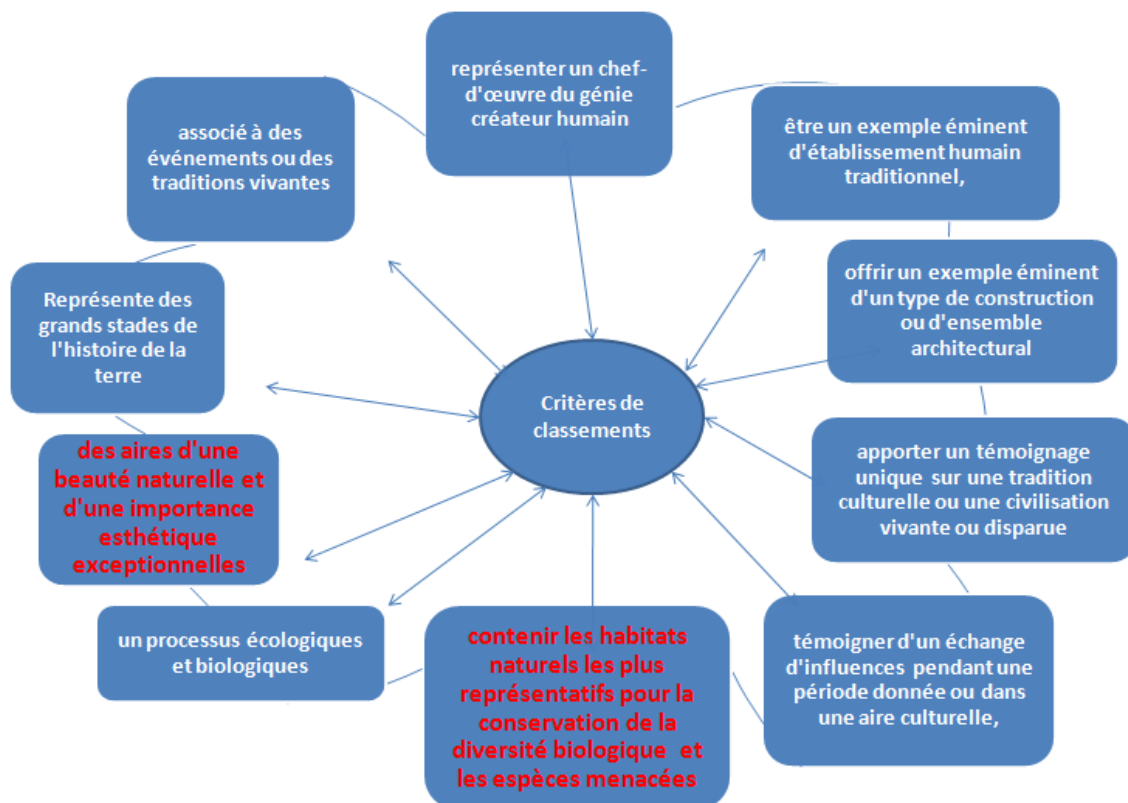 représenter un chef-
d'œuvre du génie
créateur humain
être un exemple éminent
d'établissement humain
traditionnel,
offrir un exemple éminent
d'un type de construction
ou d'ensemble
architectural
apporter un témoignage
unique sur une tradition
culturelle ou une civilisation
vivante ou disparue
témoigner d'un échange
d'influences pendant une
période donnée ou dans
une aire culturelle,
contenir les habitats
naturels les plus
représentatifs pour la
conservation de la
diversité biologique et
les espèces menacées
un processus écologiques
et biologiques
des aires d'une
beauté naturelle et
d'une importance
esthétique
exceptionnelles
Représente des
grands stades de
l'histoire de la
terre
associé à des
événements ou des
traditions vivantes
Critères de
classements